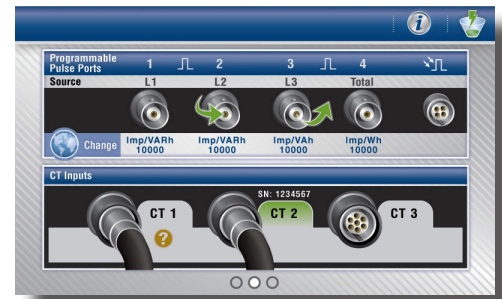 i
Programmable
Pulse Ports
1 2 3 4
Source L1 L2 L3 Total
Change
Imp/VARh Imp/VARh Imp/VAh Imp/Wh
10000 10000 10000 10000
CT Inputs
SN: 1234567
CT 1 CT 2 CT 3
?